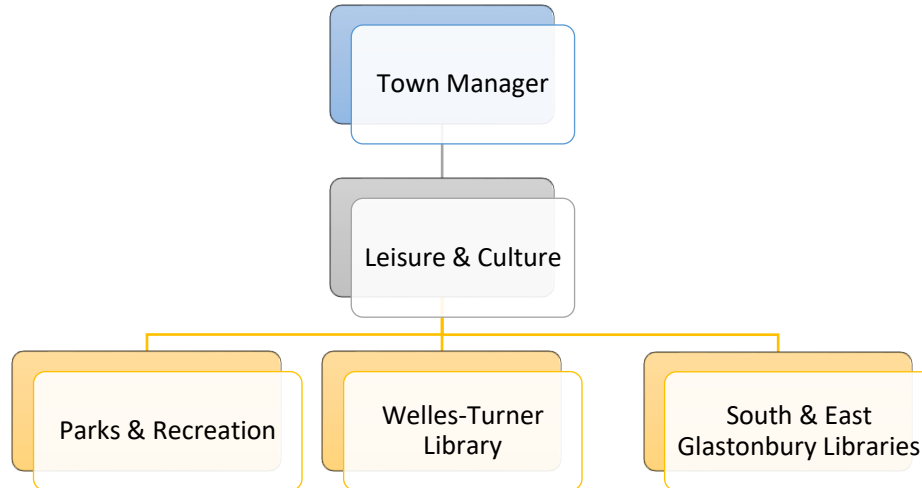 Town Manager
Leisure & Culture
Parks & Recreation
Welles-Turner
Library
South & East
Glastonbury Libraries